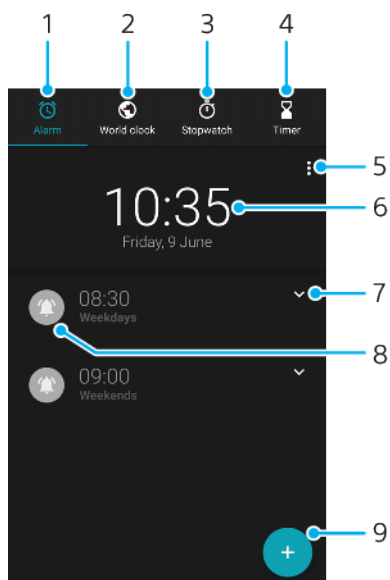 1 2 3 4
Alarm World clock Stopwatch Timer
5
10:35 6
Friday, 9 June
08:30 7
Weekdays
8
09:00
Weekends
9
+